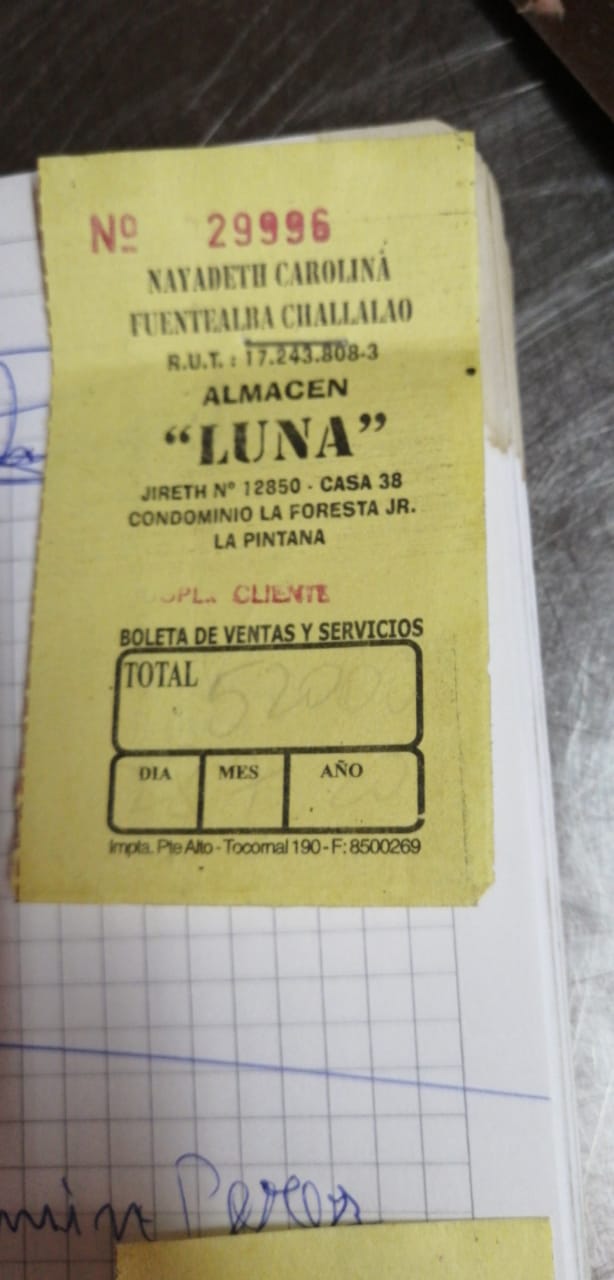 Nº 29996
NAYADETH CAROLINA
FUENTEALBA CHALLALAO
R.U.T. : 17.243.808-3
ALMACEN
“LUNA”
JIRETH Nº 12850 - CASA 38
CONDOMINIO LA FORESTA JR.
LA PINTANA
CLIENTE
BOLETA DE VENTAS Y SERVICIOS
TOTAL
DIA MES AÑO
Impta. Pte Alto - Tocornal 190 - F: 8500269